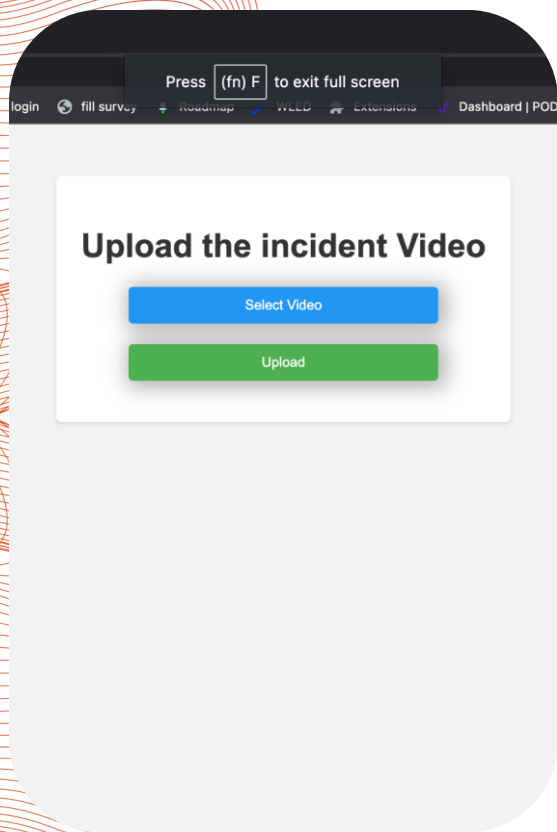 Press (fn) F to exit full screen
login fill survey Roadmap WLED Extensions Dashboard | POD
Upload the incident Video
Select Video
Upload